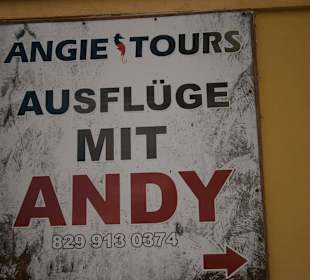 ANGIE TOURS
AUSFLÜGE
MIT
ANDY
829 913 0374